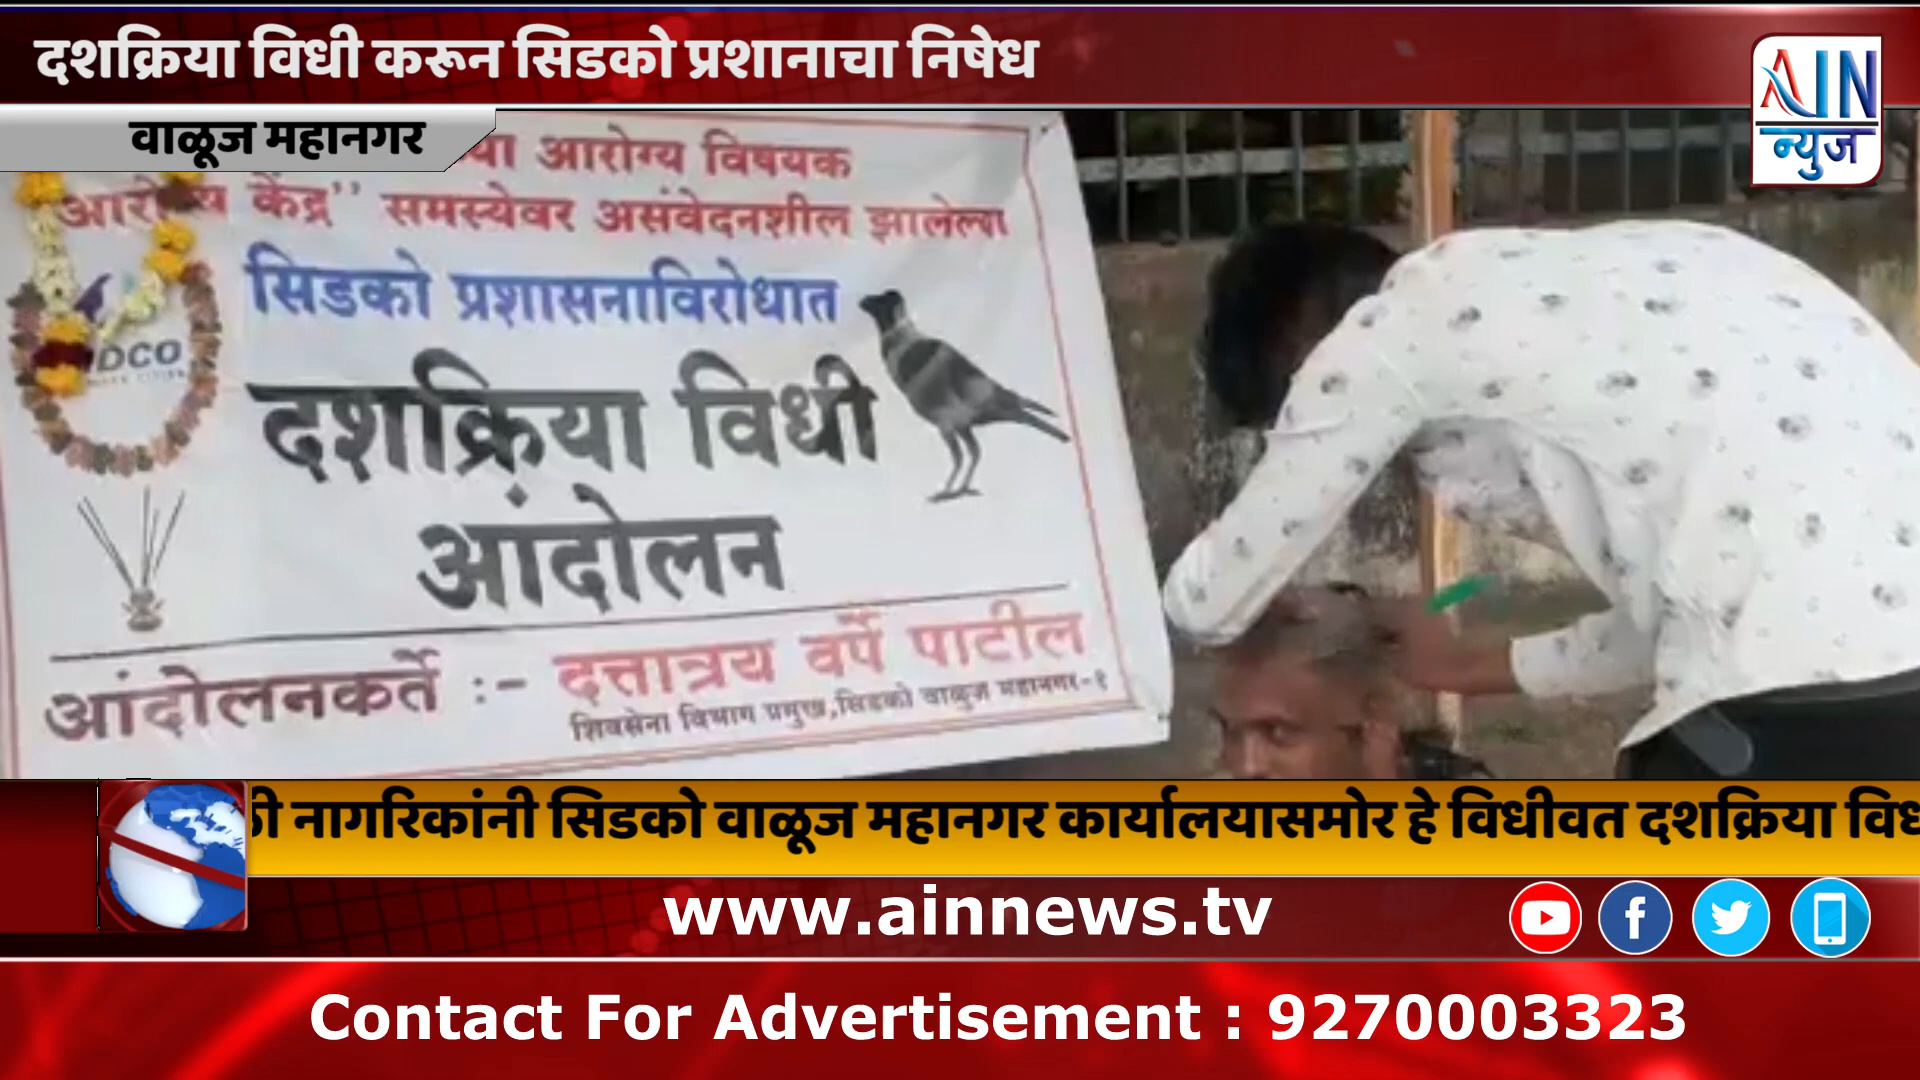 दशक्रिया विधी करून सिडको प्रशानाचा निषेध
AIN
न्युज
वाळूज महानगर
आरोग्य विषयक
आरोग्य केंद्र" समस्येवर असंवेदनशील झालेल्या
DCO
सिडको प्रशासनाविरोधात
दशक्रिया विधी
आंदोलन
आंदोलनकर्ते :- दत्तात्रय वर्पे पाटील
शिवसेना विभाग प्रमुख,सिडको वाळुज महानगर-१
नागरिकांनी सिडको वाळूज महानगर कार्यालयासमोर हे विधीवत दशक्रिया विध
www.ainnews.tv
Contact For Advertisement : 9270003323